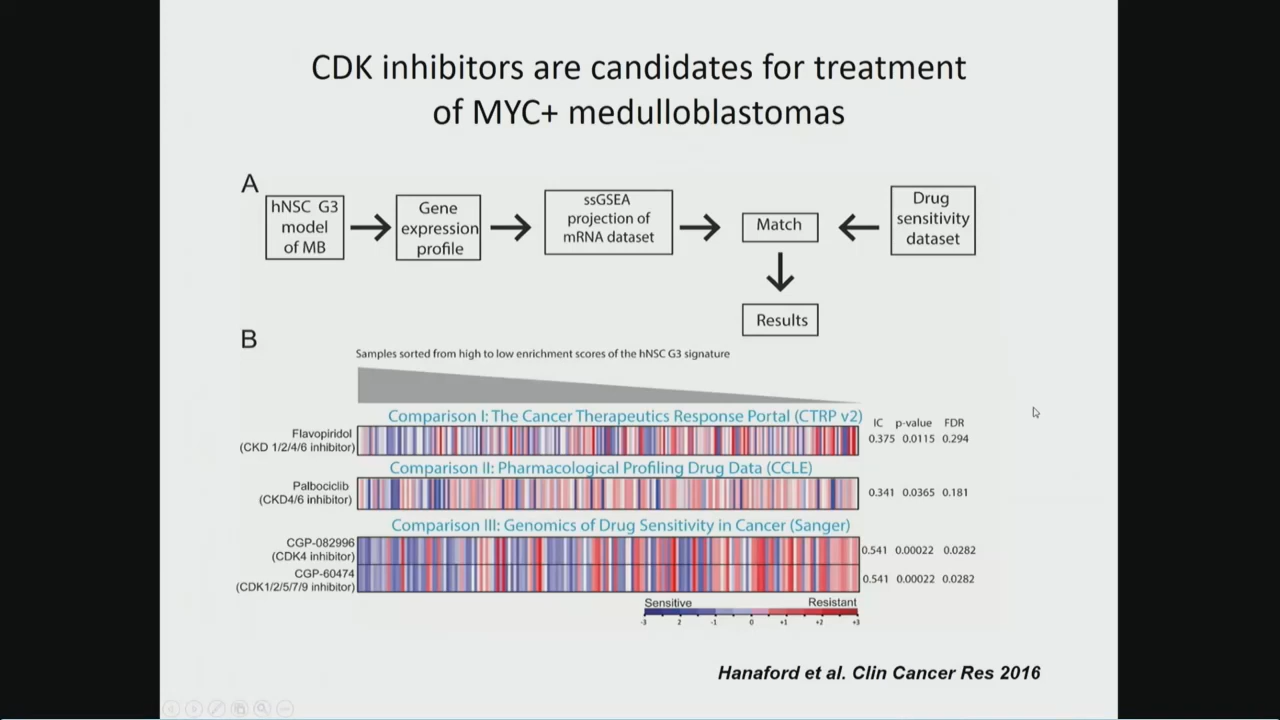 CDK inhibitors are candidates for treatment
of MYC+ medulloblastomas
A
hNSC G3
model
of MB
Gene
expression
profile
ssGSEA
projection of
mRNA dataset
Match
Drug
sensitivity
dataset
Results
B
Samples sorted from high to low enrichment scores of the hNSC G3 signature
Comparison I: The Cancer Therapeutics Response Portal (CTRP v2)
IC p-value FDR
Flavopiridol
(CKD 1/2/4/6 inhibitor)
0.375 0.0115 0.294
Comparison II: Pharmacological Profiling Drug Data (CCLE)
Palbociclib
(CKD4/6 inhibitor)
0.341 0.0365 0.181
Comparison III: Genomics of Drug Sensitivity in Cancer (Sanger)
CGP-082996
(CDK4 inhibitor)
0.541 0.00022 0.0282
CGP-60474
(CDK1/2/5/7/9 inhibitor)
0.541 0.00022 0.0282
Sensitive Resistant
-3 2 -1 0 +1 +2 +3
Hanaford et al. Clin Cancer Res 2016